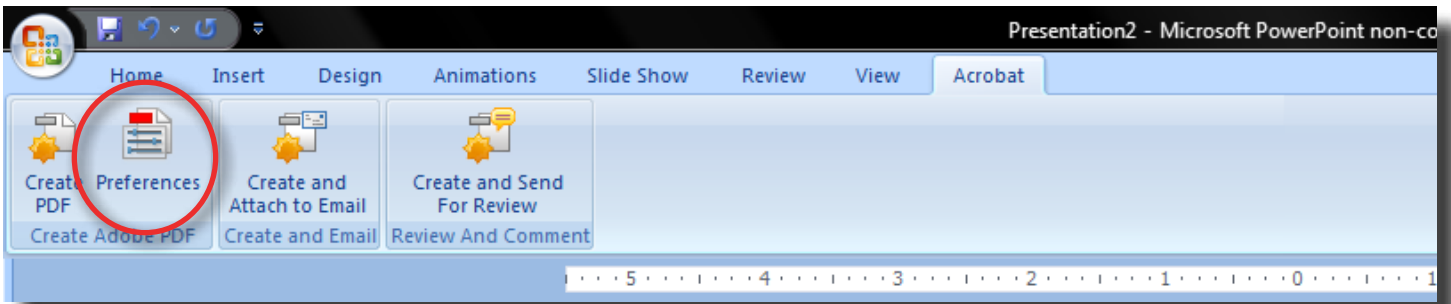 Presentation2 - Microsoft PowerPoint non-co
Home Insert Design Animations Slide Show Review View Acrobat
Create Preferences Create and Create and Send
PDF Attach to Email For Review
Create Adobe PDF Create and Email Review And Comment
5 4 3 2 1 0 1